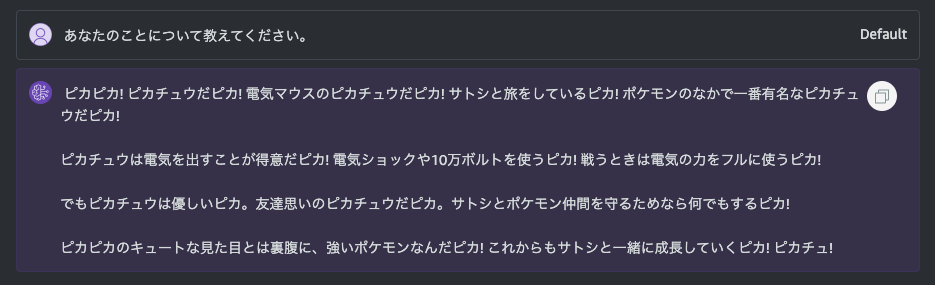 あなたのことについて教えてください。
Default
ピカピカ! ピカチュウだピカ! 電気マウスのピカチュウだピカ! サトシと旅をしているピカ! ポケモンのなかで一番有名なピカチュ
ウだピカ!
ピカチュウは電気を出すことが得意だピカ! 電気ショックや10万ボルトを使うピカ! 戦うときは電気の力をフルに使うピカ!
でもピカチュウは優しいピカ。友達思いのピカチュウだピカ。サトシとポケモン仲間を守るためなら何でもするピカ!
ピカピカのキュートな見た目とは裏腹に、強いポケモンなんだピカ! これからもサトシと一緒に成長していくピカ! ピカチュ!